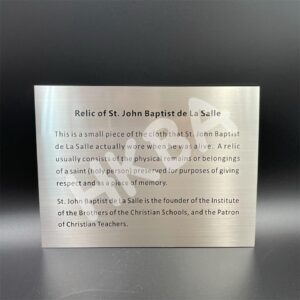 Relic of St. John Baptist de La Salle
This is a small piece of the cloth that St. John Baptist
de La Salle actually wore when he was alive. A relic
usually consists of the physical remains or belongings
of a saint (holy person) preserved for purposes of giving
respect and as a sign of memory.
St. John Baptist de La Salle is the founder of the Institute
of the Brothers of the Christian Schools, and the Patron
of Christian Teachers.
HKBA